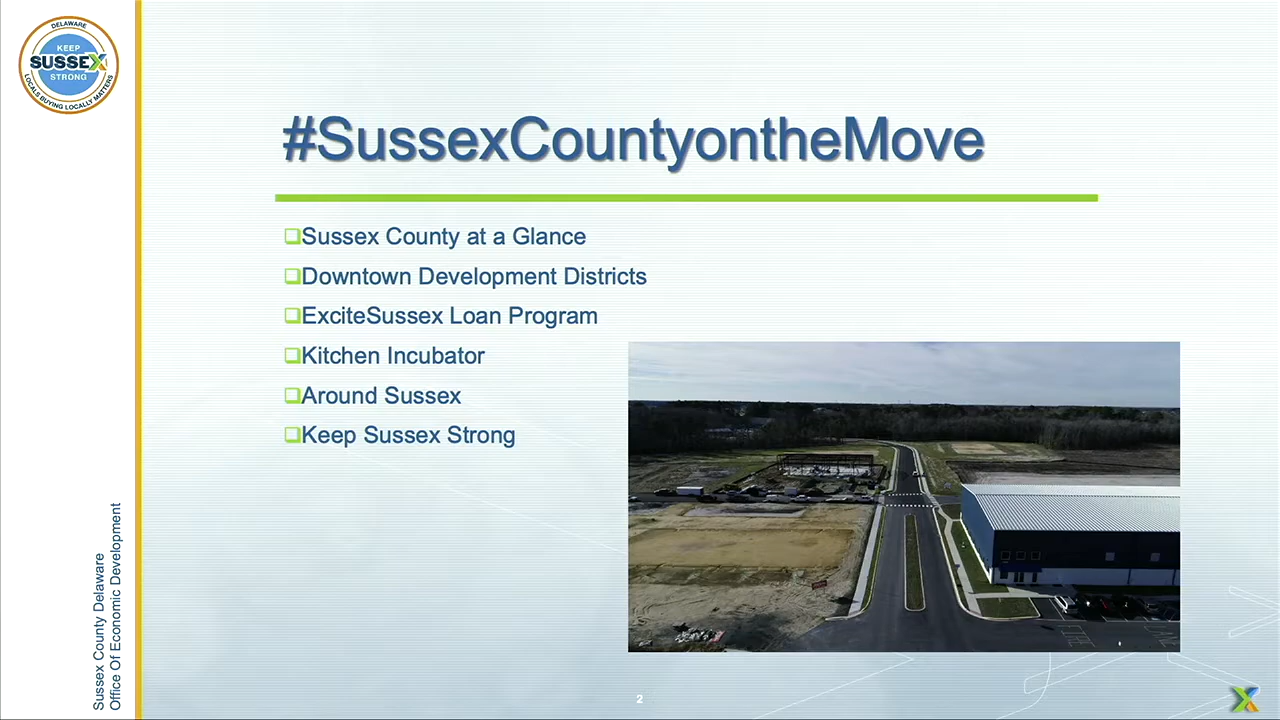 DELAWARE
KEEP
SUSSEX
STRONG
LOCALS BUYING LOCALLY MATTERS
#SussexCountyontheMove
Sussex County at a Glance
Downtown Development Districts
ExciteSussex Loan Program
Kitchen Incubator
Around Sussex
Keep Sussex Strong
Sussex County Delaware
Office Of Economic Development
2